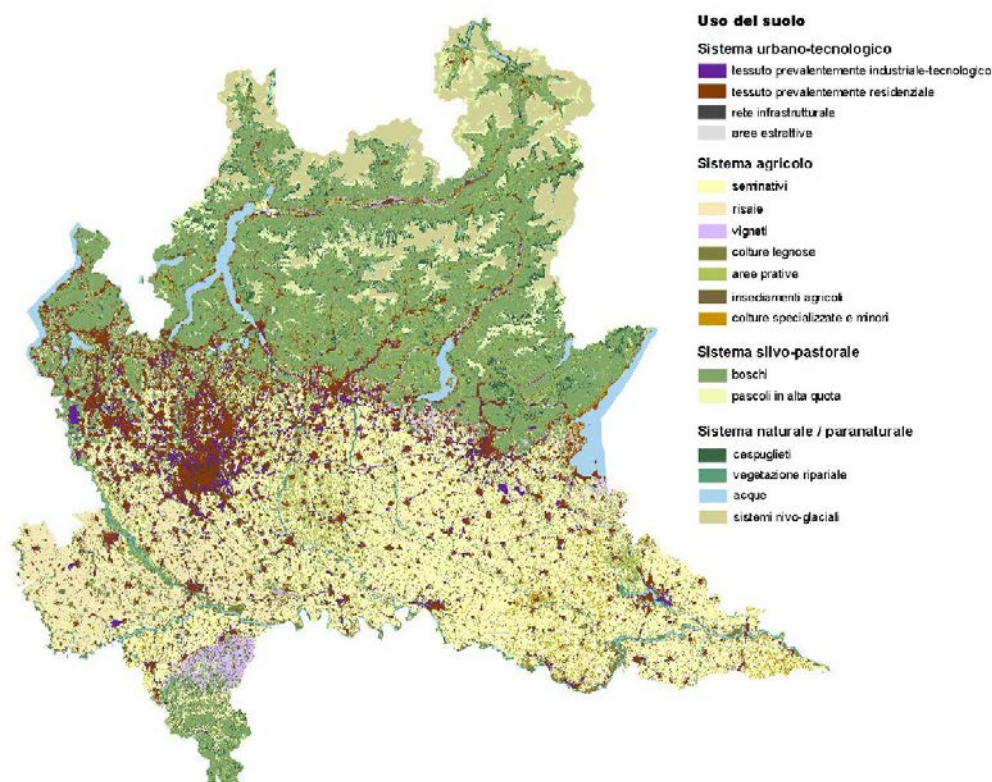 Uso del suolo
Sistema urbano-tecnologico
tessuto prevalentemente industriale-tecnologico
tessuto prevalentemente residenziale
rete infrastrutturale
aree estrattive
Sistema agricolo
seminativi
risaie
vigneti
colture legnose
aree prative
insediamenti agricoli
colture specializzate e minori
Sistema silvo-pastorale
boschi
pascoli in alta quota
Sistema naturale / paranaturale
cespuglieti
vegetazione ripariale
acque
sistemi nivo-glaciali